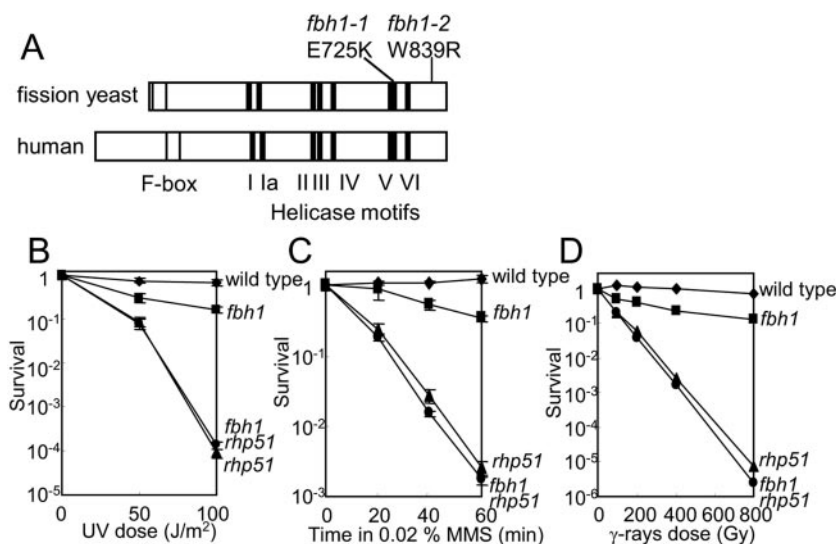 A
fbh1-1 fbh1-2
E725K W839R
fission yeast
human
F-box I Ia II III IV V VI
Helicase motifs
B
Survival
1
10-1
10-2
10-3
10-4
10-5
0 50 100
UV dose (J/m²)
wild type
fbh1
fbh1
rhp51
rhp51
C
Survival
1
10-1
10-2
10-3
0 20 40 60
Time in 0.02 % MMS (min)
wild type
fbh1
rhp51
fbh1
rhp51
D
Survival
1
10-1
10-2
10-3
10-4
10-5
10-6
0 200 400 600 800
γ-rays dose (Gy)
wild type
fbh1
rhp51
fbh1
rhp51